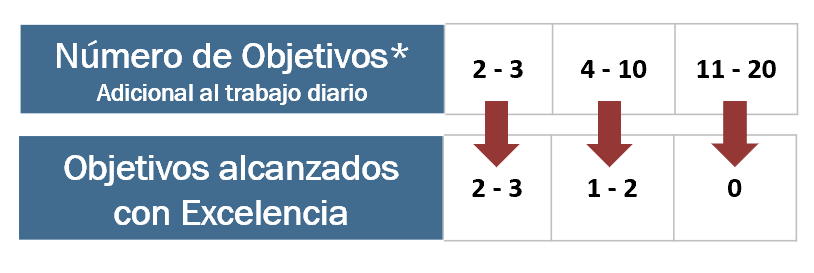 Número de Objetivos*
Adicional al trabajo diario
2 - 3
4 - 10
11 - 20
Objetivos alcanzados
con Excelencia
2 - 3
1 - 2
0